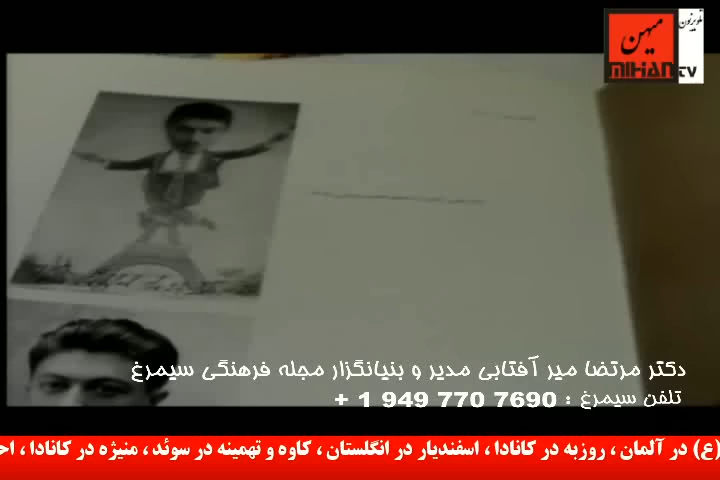 تلویزیون
میهن
MIHAN TV
دکتر مرتضا میر آفتابی مدیر و بنیانگزار مجله فرهنگی سیمرغ
تلفن سیمرغ : 7690 770 949 1 +
(ع) در آلمان ، روزبه در کانادا ، اسفندیار در انگلستان ، کاوه و تهمینه در سوئد ، منیژه در کانادا ، اح